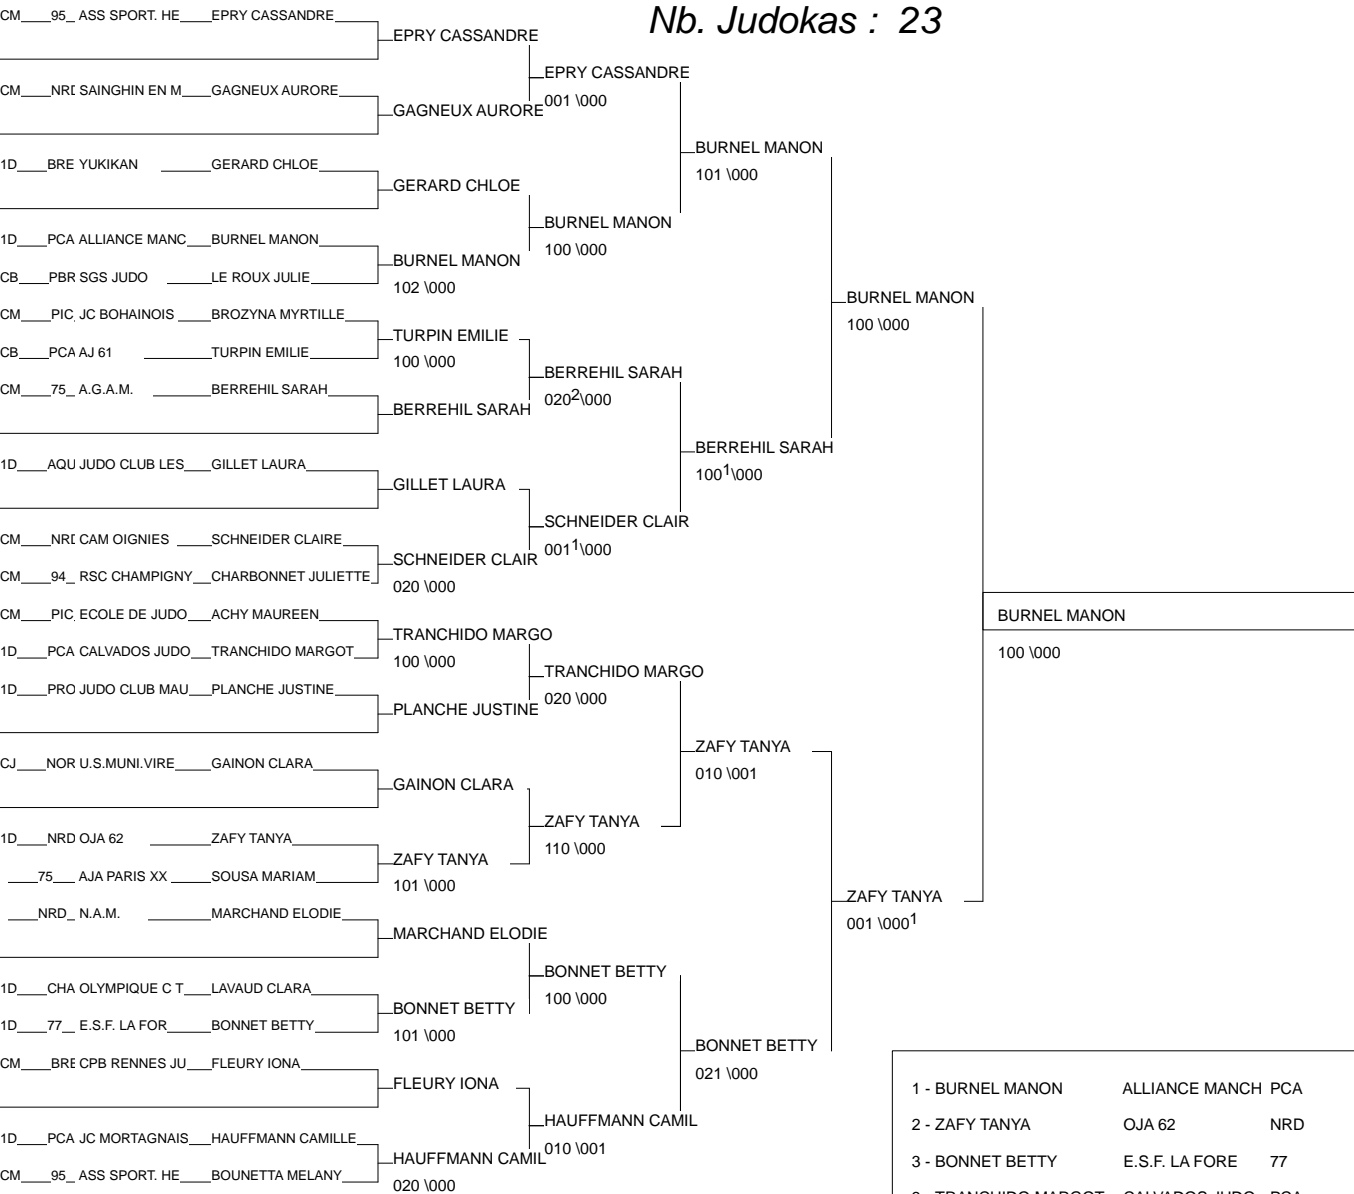 Nb. Judokas : 23
CM 95_ ASS SPORT. HE EPRY CASSANDRE
CM NRD SAINGHIN EN M GAGNEUX AURORE
1D BRE YUKIKAN GERARD CHLOE
1D PCA ALLIANCE MANC BURNEL MANON
CB PBR SGS JUDO LE ROUX JULIE
CM PIC JC BOHAINOIS BROZYNA MYRTILLE
CB PCA AJ 61 TURPIN EMILIE
CM 75_ A.G.A.M. BERREHIL SARAH
1D AQU JUDO CLUB LES GILLET LAURA
CM NRD CAM OIGNIES SCHNEIDER CLAIRE
CM 94_ RSC CHAMPIGNY CHARBONNET JULIETTE
CM PIC ECOLE DE JUDO ACHY MAUREEN
1D PCA CALVADOS JUDO TRANCHIDO MARGOT
1D PRO JUDO CLUB MAU PLANCHE JUSTINE
CJ NOR U.S.MUNI.VIRE GAINON CLARA
1D NRD OJA 62 ZAFY TANYA
75 AJA PARIS XX SOUSA MARIAM
NRD_ N.A.M. MARCHAND ELODIE
1D CHA OLYMPIQUE C T LAVAUD CLARA
1D 77_ E.S.F. LA FOR BONNET BETTY
CM BRE CPB RENNES JU FLEURY IONA
1D PCA JC MORTAGNAIS HAUFFMANN CAMILLE
CM 95_ ASS SPORT. HE BOUNETTA MELANY
EPRY CASSANDRE
GAGNEUX AURORE
GERARD CHLOE
BURNEL MANON
102 \000
TURPIN EMILIE
100 \000
BERREHIL SARAH
GILLET LAURA
SCHNEIDER CLAIR
020 \000
TRANCHIDO MARGO
100 \000
PLANCHE JUSTINE
GAINON CLARA
ZAFY TANYA
101 \000
MARCHAND ELODIE
BONNET BETTY
101 \000
FLEURY IONA
HAUFFMANN CAMIL
020 \000
EPRY CASSANDRE
001 \000
BURNEL MANON
100 \000
BERREHIL SARAH
020²\000
SCHNEIDER CLAIR
001¹\000
TRANCHIDO MARGO
020 \000
ZAFY TANYA
110 \000
BONNET BETTY
100 \000
HAUFFMANN CAMIL
010 \001
BURNEL MANON
101 \000
BERREHIL SARAH
100¹\000
ZAFY TANYA
010 \001
BONNET BETTY
021 \000
BURNEL MANON
100 \000
ZAFY TANYA
001 \000¹
BURNEL MANON
100 \000
1 - BURNEL MANON ALLIANCE MANCH PCA
2 - ZAFY TANYA OJA 62 NRD
3 - BONNET BETTY E.S.F. LA FORE 77
3 - TRANCHIDO MARGOT CALVADOS JUDO PCA